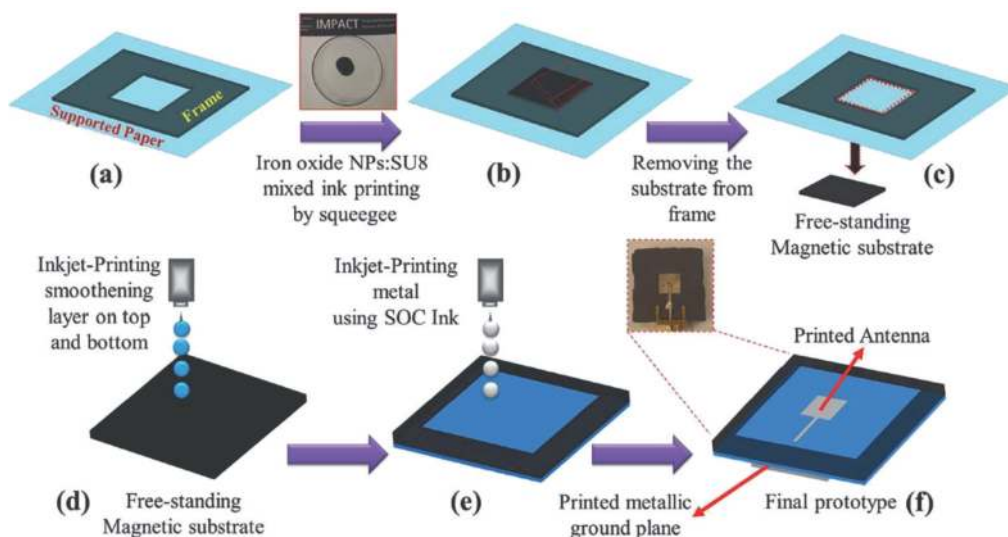 IMPACT
Frame
Supported Paper
(a)
Iron oxide NPs:SU8
mixed ink printing
by squeegee
(b)
Removing the
substrate from
frame
(c)
Free-standing
Magnetic substrate
Inkjet-Printing
smoothening
layer on top
and bottom
(d)
Free-standing
Magnetic substrate
Inkjet-Printing
metal
using SOC Ink
(e)
Printed Antenna
Printed metallic
ground plane
Final prototype
(f)